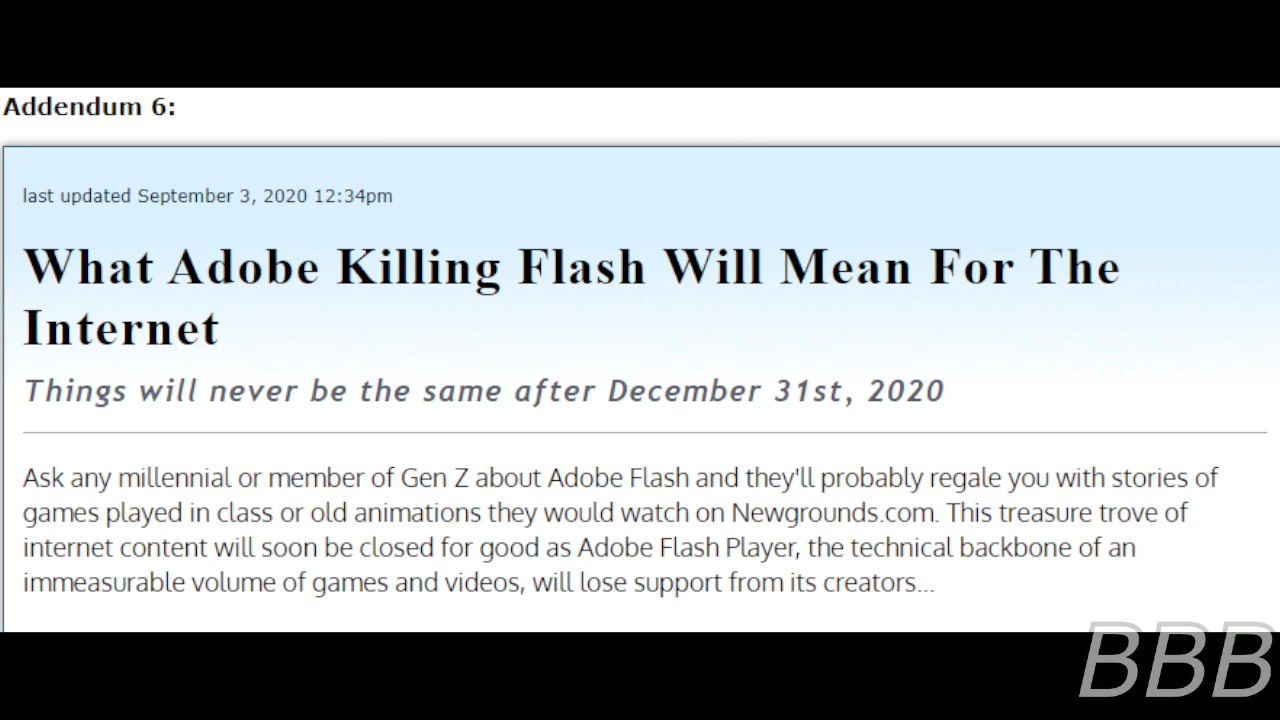 Addendum 6:
last updated September 3, 2020 12:34pm
What Adobe Killing Flash Will Mean For The
Internet
Things will never be the same after December 31st, 2020
Ask any millennial or member of Gen Z about Adobe Flash and they'll probably regale you with stories of
games played in class or old animations they would watch on Newgrounds.com. This treasure trove of
internet content will soon be closed for good as Adobe Flash Player, the technical backbone of an
immeasurable volume of games and videos, will lose support from its creators...
BBB